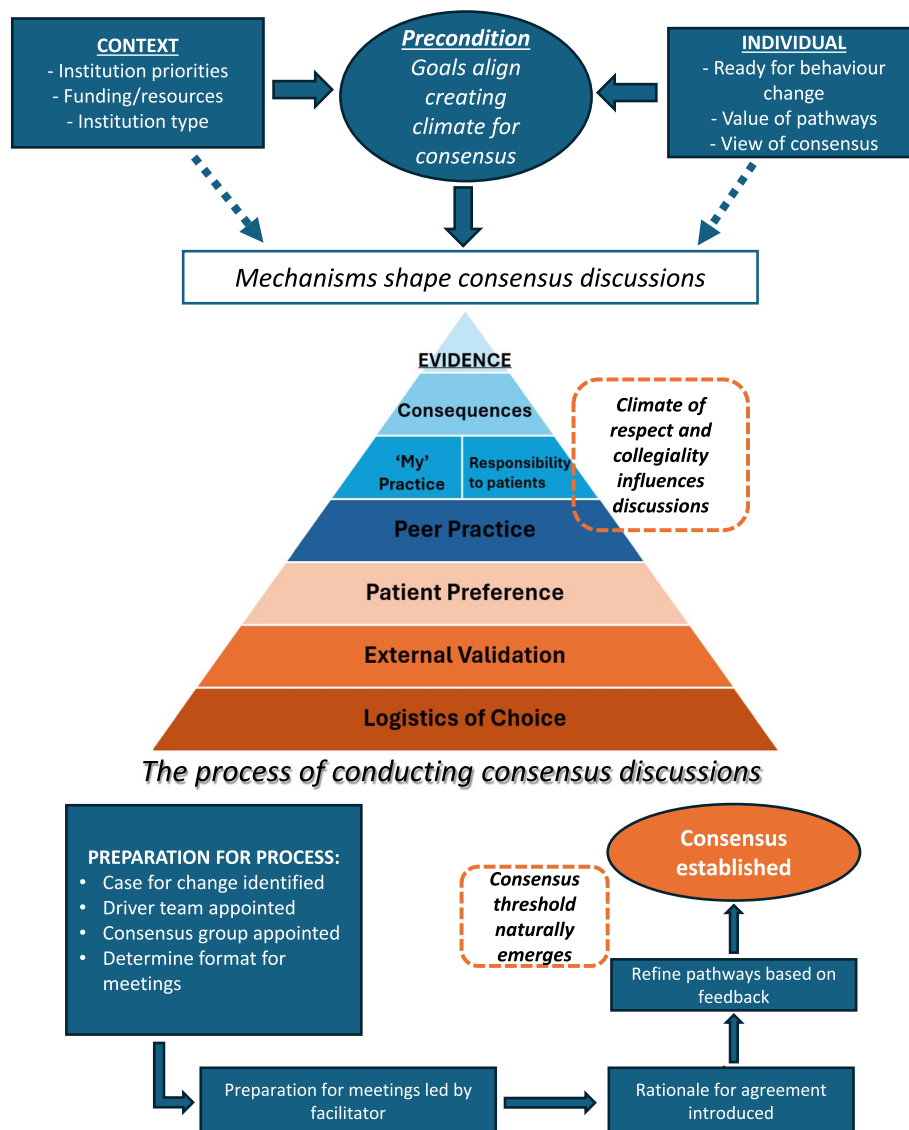 CONTEXT
- Institution priorities
- Funding/resources
- Institution type
Precondition
Goals align
creating
climate for
consensus
INDIVIDUAL
- Ready for behaviour
change
- Value of pathways
- View of consensus
Mechanisms shape consensus discussions
EVIDENCE
Consequences
‘My’
Practice
Responsibility
to patients
Climate of
respect and
collegiality
influences
discussions
Peer Practice
Patient Preference
External Validation
Logistics of Choice
The process of conducting consensus discussions
PREPARATION FOR PROCESS:
• Case for change identified
• Driver team appointed
• Consensus group appointed
• Determine format for
meetings
Consensus
threshold
naturally
emerges
Consensus
established
Refine pathways based on
feedback
Preparation for meetings led by
facilitator
Rationale for agreement
introduced